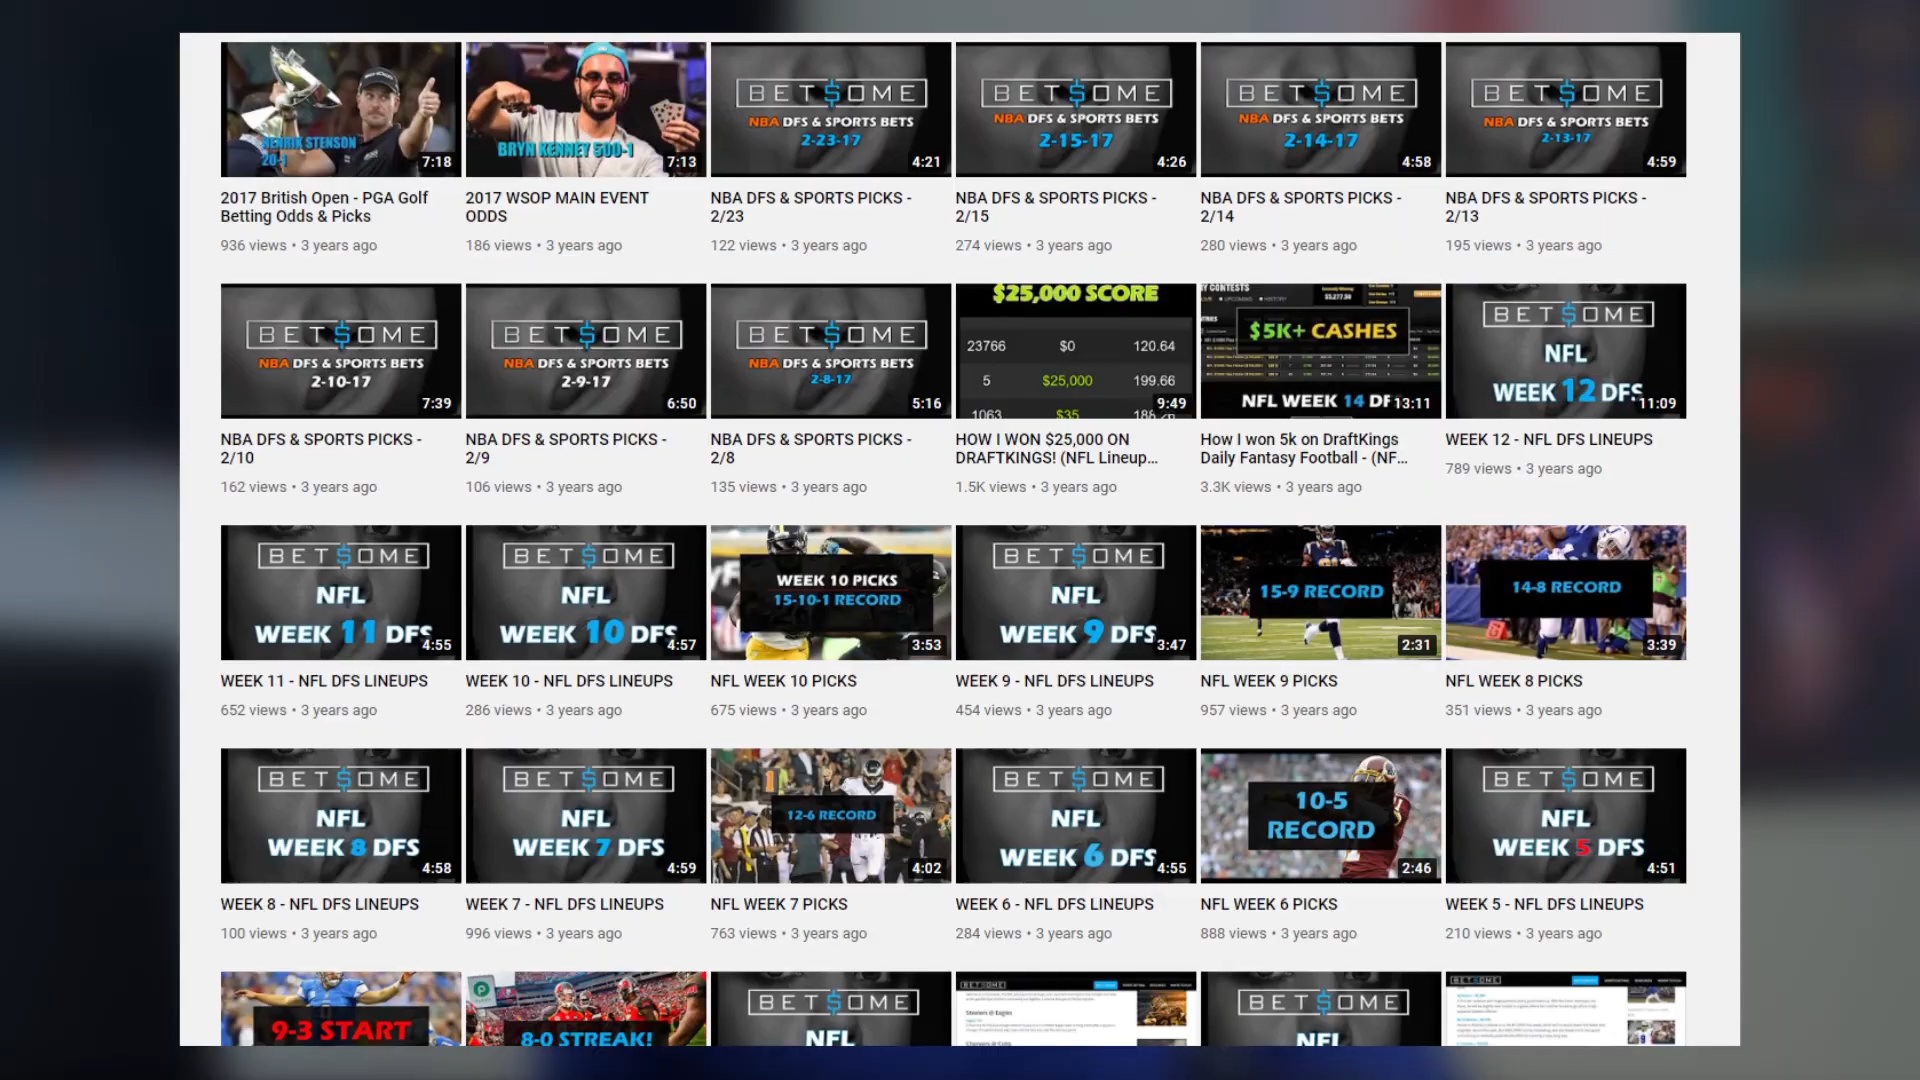 HENRIK STENSON
20-1
7:18
BRYN KENNEY 500-1
7:13
BET$OME
NBA DFS & SPORTS BETS
2-23-17
4:21
BET$OME
NBA DFS & SPORTS BETS
2-15-17
4:26
BET$OME
NBA DFS & SPORTS BETS
2-14-17
4:58
BET$OME
NBA DFS & SPORTS BETS
2-13-17
4:59
2017 British Open - PGA Golf
Betting Odds & Picks
936 views • 3 years ago
2017 WSOP MAIN EVENT
ODDS
186 views • 3 years ago
NBA DFS & SPORTS PICKS -
2/23
122 views • 3 years ago
NBA DFS & SPORTS PICKS -
2/15
274 views • 3 years ago
NBA DFS & SPORTS PICKS -
2/14
280 views • 3 years ago
NBA DFS & SPORTS PICKS -
2/13
195 views • 3 years ago
BET$OME
NBA DFS & SPORTS BETS
2-10-17
7:39
BET$OME
NBA DFS & SPORTS BETS
2-9-17
6:50
BET$OME
NBA DFS & SPORTS BETS
2-8-17
5:16
$25,000 SCORE
23766 $0 120.64
5 $25,000 199.66
1063 $35
9:49
$5,277.00
$5K+ CASHES
NFL WEEK 14 DF
13:11
BET$OME
NFL
WEEK 12 DFS
11:09
NBA DFS & SPORTS PICKS -
2/10
162 views • 3 years ago
NBA DFS & SPORTS PICKS -
2/9
106 views • 3 years ago
NBA DFS & SPORTS PICKS -
2/8
135 views • 3 years ago
HOW I WON $25,000 ON
DRAFTKINGS! (NFL Lineup...
1.5K views • 3 years ago
How I won 5k on DraftKings
Daily Fantasy Football - (NF...
3.3K views • 3 years ago
WEEK 12 - NFL DFS LINEUPS
789 views • 3 years ago
BET$OME
NFL
WEEK 11 DFS
4:55
BET$OME
NFL
WEEK 10 DFS
4:57
WEEK 10 PICKS
15-10-1 RECORD
3:53
BET$OME
NFL
WEEK 9 DFS
3:47
15-9 RECORD
2:31
14-8 RECORD
3:39
WEEK 11 - NFL DFS LINEUPS
652 views • 3 years ago
WEEK 10 - NFL DFS LINEUPS
286 views • 3 years ago
NFL WEEK 10 PICKS
675 views • 3 years ago
WEEK 9 - NFL DFS LINEUPS
454 views • 3 years ago
NFL WEEK 9 PICKS
957 views • 3 years ago
NFL WEEK 8 PICKS
351 views • 3 years ago
BET$OME
NFL
WEEK 8 DFS
4:58
BET$OME
NFL
WEEK 7 DFS
4:59
12-6 RECORD
4:02
BET$OME
NFL
WEEK 6 DFS
4:55
10-5
RECORD
2:46
BET$OME
NFL
WEEK 5 DFS
4:51
WEEK 8 - NFL DFS LINEUPS
100 views • 3 years ago
WEEK 7 - NFL DFS LINEUPS
996 views • 3 years ago
NFL WEEK 7 PICKS
763 views • 3 years ago
WEEK 6 - NFL DFS LINEUPS
284 views • 3 years ago
NFL WEEK 6 PICKS
888 views • 3 years ago
WEEK 5 - NFL DFS LINEUPS
210 views • 3 years ago
9-3 START
8-0 STREAK!
BET$OME
NFL
BET$OME
Steelers @ Eagles
BET$OME
NFL
BET$OME